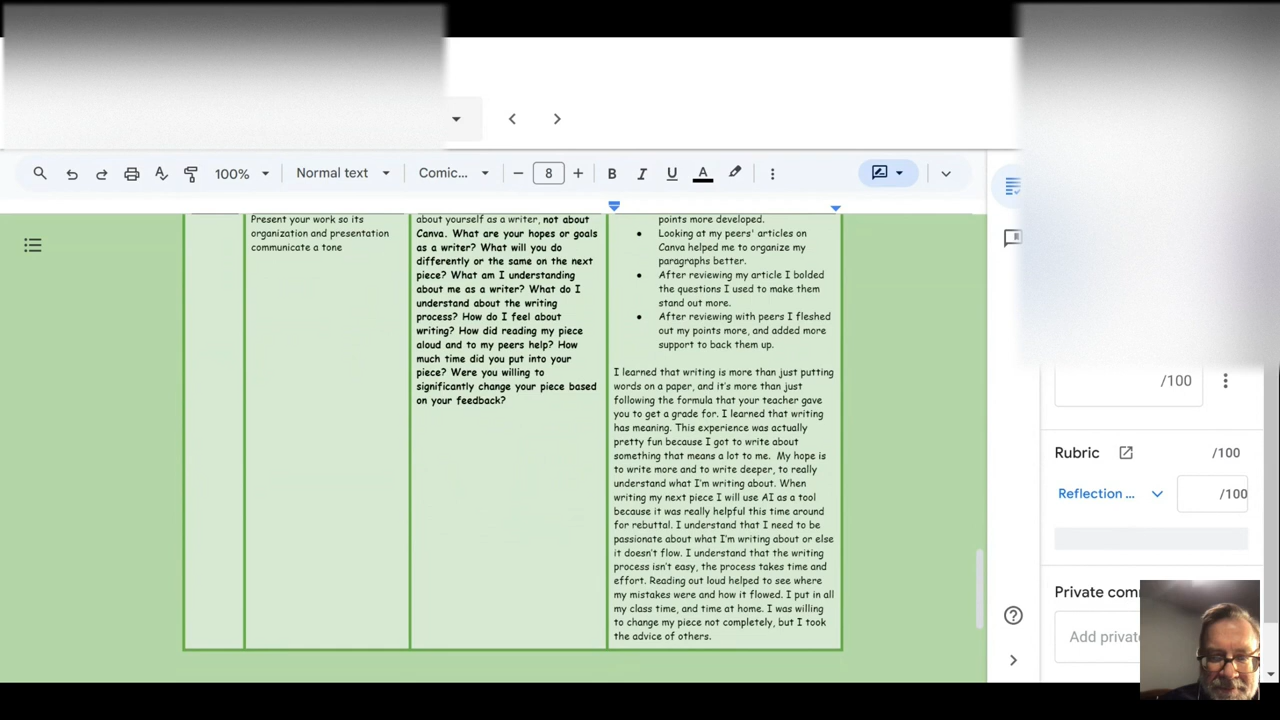 100%
Normal text
Comic...
8
B
I
U
A
Present your work so its
organization and presentation
communicate a tone
about yourself as a writer, not about
Canva. What are your hopes or goals
as a writer? What will you do
differently or the same on the next
piece? What am I understanding
about me as a writer? What do I
understand about the writing
process? How do I feel about
writing? How did reading my piece
aloud and to my peers help? How
much time did you put into your
piece? Were you willing to
significantly change your piece based
on your feedback?
points more developed.
Looking at my peers' articles on
Canva helped me to organize my
paragraphs better.
After reviewing my article I bolded
the questions I used to make them
stand out more.
After reviewing with peers I fleshed
out my points more, and added more
support to back them up.
I learned that writing is more than just putting
words on a paper, and it's more than just
following the formula that your teacher gave
you to get a grade for. I learned that writing
has meaning. This experience was actually
pretty fun because I got to write about
something that means a lot to me.  My hope is
to write more and to write deeper, to really
understand what I'm writing about. When
writing my next piece I will use AI as a tool
because it was really helpful this time around
for rebuttal. I understand that I need to be
passionate about what I'm writing about or else
it doesn't flow. I understand that the writing
process isn't easy, the process takes time and
effort. Reading out loud helped to see where
my mistakes were and how it flowed. I put in all
my class time, and time at home. I was willing
to change my piece not completely, but I took
the advice of others.
/100
Rubric
/100
Reflection ...
/100
Private com
Add privat